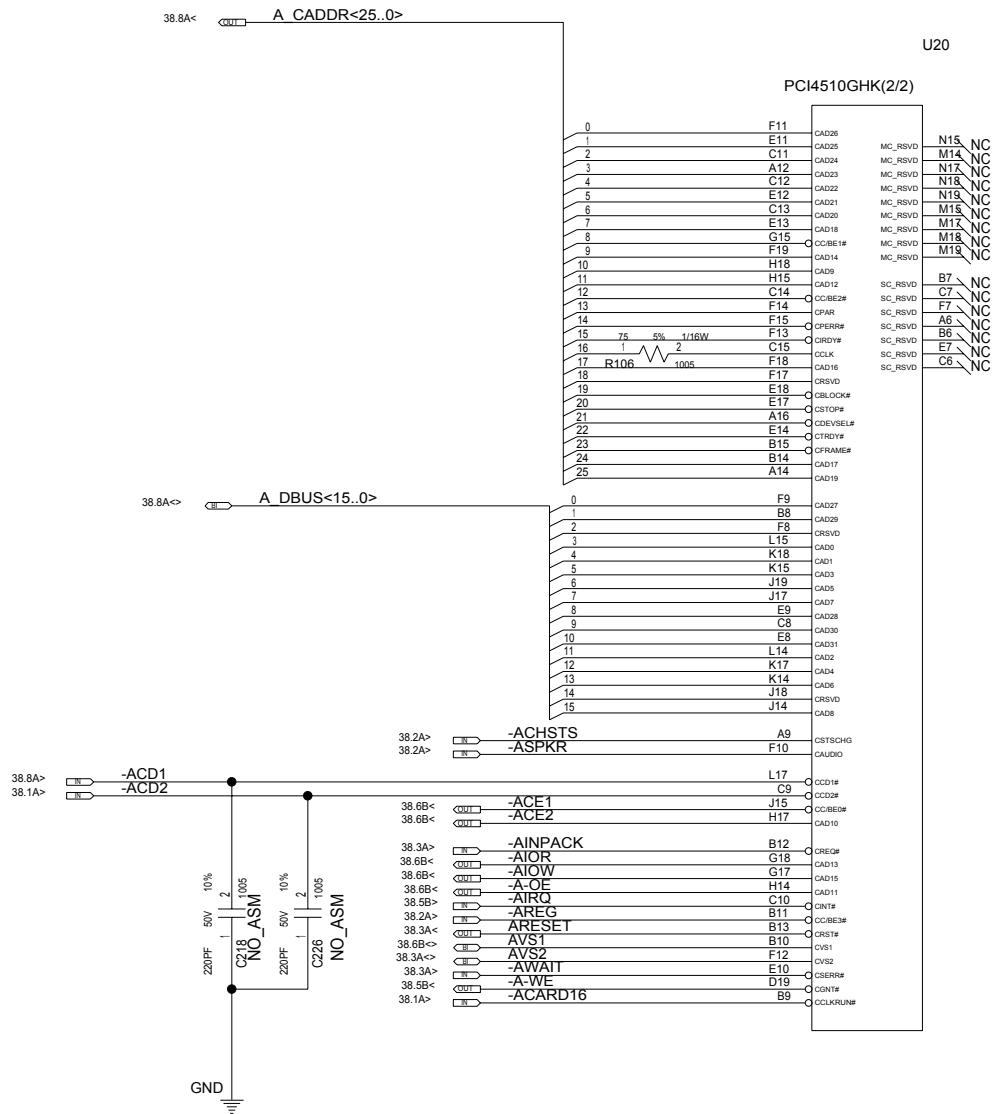 38.8A< OUT A_CADDR<25..0>
U20
PCI4510GHK(2/2)
0 F11 CAD26
1 E11 CAD25
2 C11 CAD24
3 A12 CAD23
4 C12 CAD22
5 E12 CAD21
6 C13 CAD20
7 E13 CAD18
8 G15 CC/BE1#
9 F19 CAD14
10 H18 CAD9
11 H15 CAD12
12 C14 CC/BE2#
13 F14 CPAR
14 F15 CPERR#
15 F13 CIRDY#
75 5% 1/16W
16 1 2 C15 CCLK
R106 1005
17 F18 CAD16
18 F17 CRSVD
19 E18 CBLOCK#
20 E17 CSTOP#
21 A16 CDEVSEL#
22 E14 CTRDY#
23 B15 CFRAME#
24 B14 CAD17
25 A14 CAD19
MC_RSVD N15 NC
MC_RSVD M14 NC
MC_RSVD N17 NC
MC_RSVD N18 NC
MC_RSVD N19 NC
MC_RSVD M15 NC
MC_RSVD M17 NC
MC_RSVD M18 NC
MC_RSVD M19 NC
SC_RSVD B7 NC
SC_RSVD C7 NC
SC_RSVD F7 NC
SC_RSVD A6 NC
SC_RSVD B6 NC
SC_RSVD E7 NC
SC_RSVD C6 NC
38.8A<> BI A_DBUS<15..0>
0 F9 CAD27
1 B8 CAD29
2 F8 CRSVD
3 L15 CAD0
4 K18 CAD1
5 K15 CAD3
6 J19 CAD5
7 J17 CAD7
8 E9 CAD28
9 C8 CAD30
10 E8 CAD31
11 L14 CAD2
12 K17 CAD4
13 K14 CAD6
14 J18 CRSVD
15 J14 CAD8
38.2A> IN -ACHSTS A9 CSTSCHG
38.2A> IN -ASPKR F10 CAUDIO
38.8A> IN -ACD1 L17 CCD1#
38.1A> IN -ACD2 C9 CCD2#
38.6B< OUT -ACE1 J15 CC/BE0#
38.6B< OUT -ACE2 H17 CAD10
38.3A> IN -AINPACK B12 CREQ#
38.6B< OUT -AIOR G18 CAD13
38.6B< OUT -AIOW G17 CAD15
38.6B< OUT -A-OE H14 CAD11
38.5B> IN -AIRQ C10 CINT#
38.2A> IN -AREG B11 CC/BE3#
38.3A< OUT ARESET B13 CRST#
38.6B<> BI AVS1 B10 CVS1
38.3A<> BI AVS2 F12 CVS2
38.3A> IN -AWAIT E10 CSERR#
38.5B< OUT -A-WE D19 CGNT#
38.1A> IN -ACARD16 B9 CCLKRUN#
220PF 50V 10%
1 2
C218 1005
NO_ASM
220PF 50V 10%
1 2
C226 1005
NO_ASM
GND